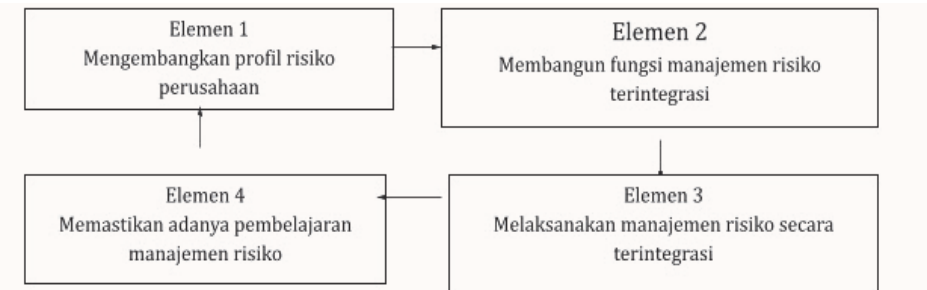 Elemen 1
Mengembangkan profil risiko
perusahaan
Elemen 2
Membangun fungsi manajemen risiko
terintegrasi
Elemen 3
Melaksanakan manajemen risiko secara
terintegrasi
Elemen 4
Memastikan adanya pembelajaran
manajemen risiko